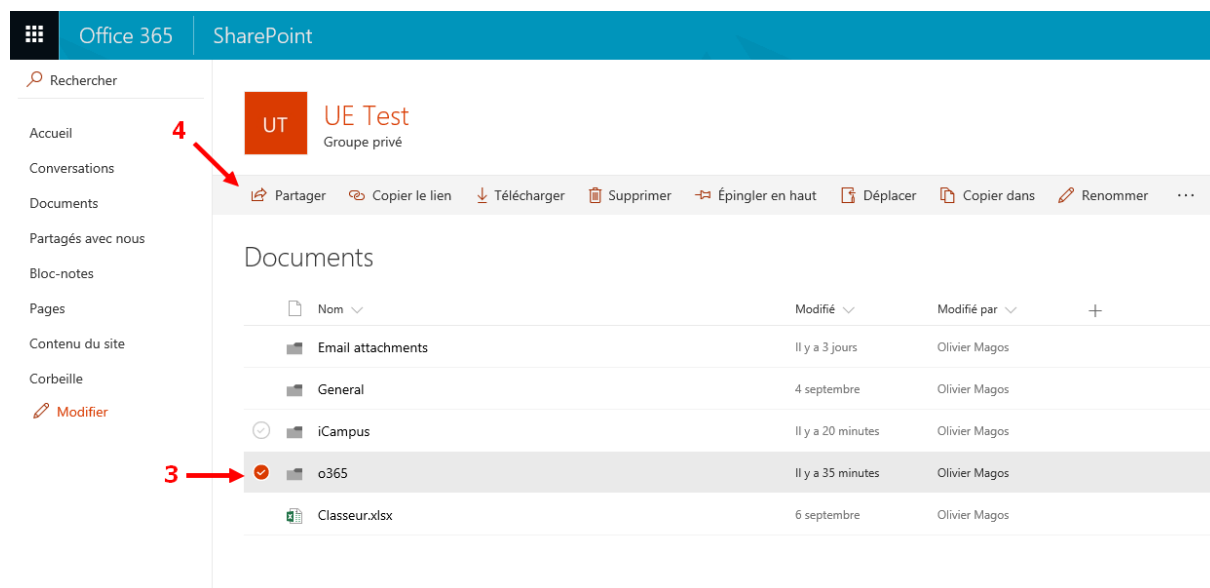 Office 365 SharePoint
Rechercher
Accueil
Conversations
Documents
Partagés avec nous
Bloc-notes
Pages
Contenu du site
Corbeille
Modifier
UT
UE Test
Groupe privé
4
Partager Copier le lien Télécharger Supprimer Épingler en haut Déplacer Copier dans Renommer ...
Documents
Nom Modifié Modifié par
Email attachments Il y a 3 jours Olivier Magos
General 4 septembre Olivier Magos
iCampus Il y a 20 minutes Olivier Magos
3 o365 Il y a 35 minutes Olivier Magos
Classeur.xlsx 6 septembre Olivier Magos